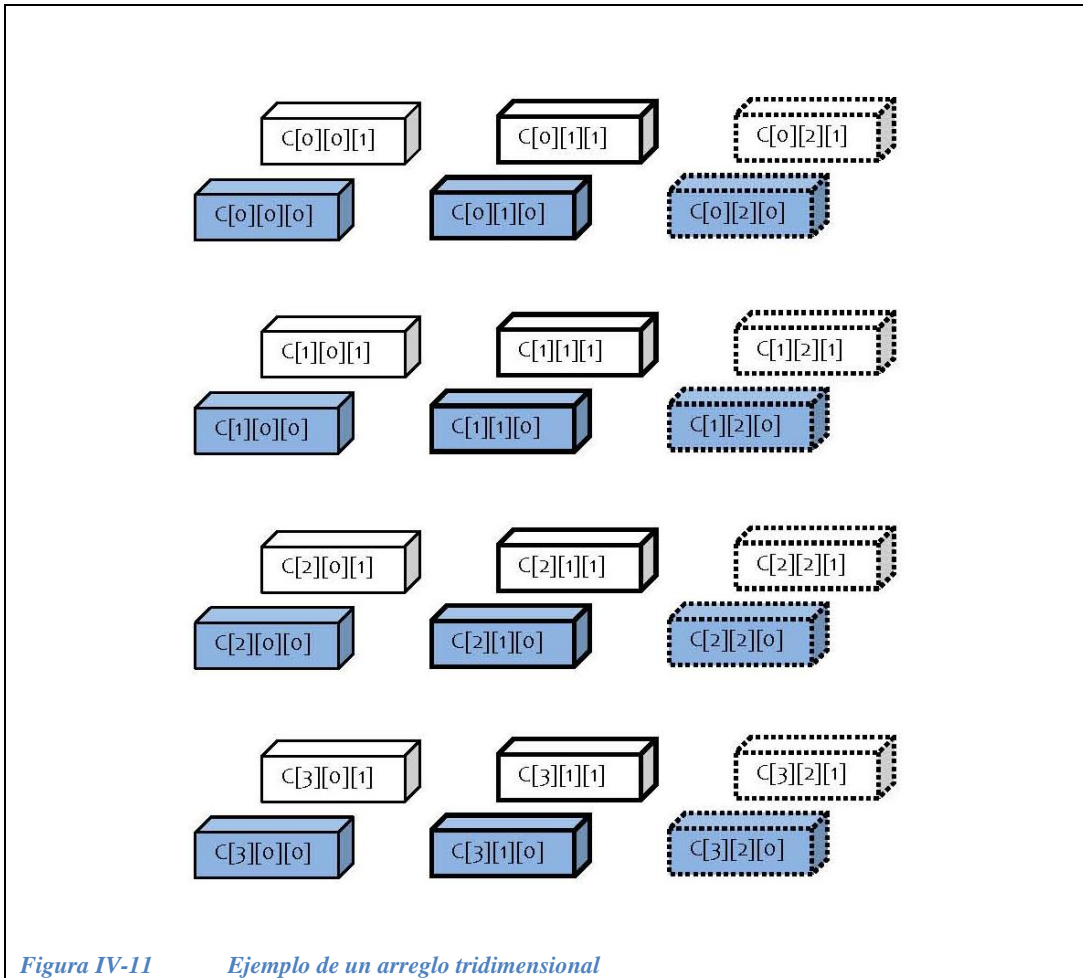 C[0][0][1] C[0][1][1] C[0][2][1]
C[0][0][0] C[0][1][0] C[0][2][0]
C[1][0][1] C[1][1][1] C[1][2][1]
C[1][0][0] C[1][1][0] C[1][2][0]
C[2][0][1] C[2][1][1] C[2][2][1]
C[2][0][0] C[2][1][0] C[2][2][0]
C[3][0][1] C[3][1][1] C[3][2][1]
C[3][0][0] C[3][1][0] C[3][2][0]
Figura IV-11 Ejemplo de un arreglo tridimensional